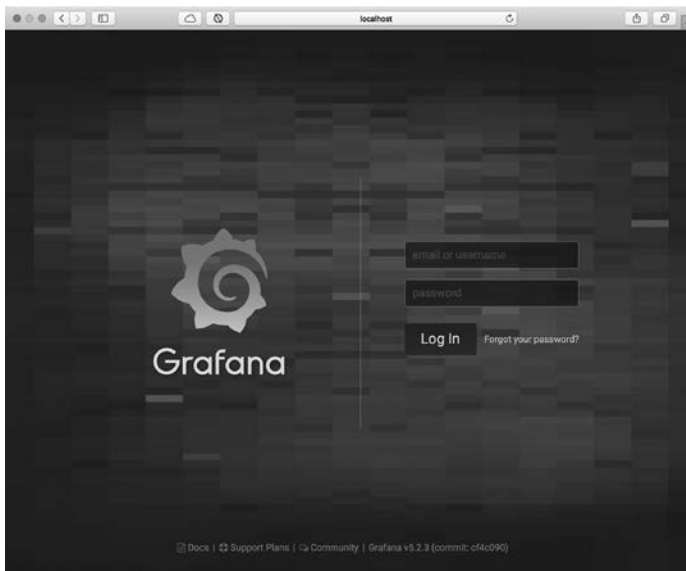 localhost
email or username
password
Log In Forgot your password?
Grafana
Docs | Support Plans | Community | Grafana v5.2.3 (commit: cf4c090)